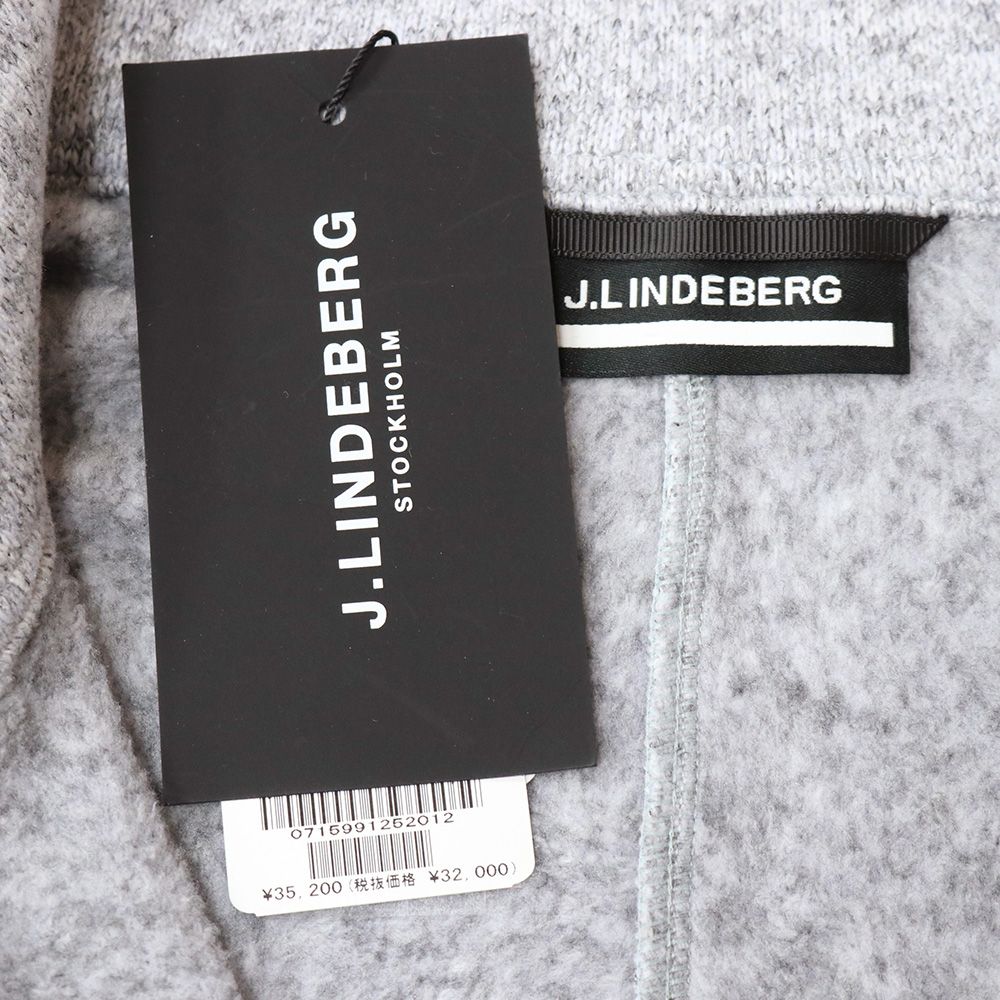 J.LINDEBERG
STOCKHOLM
J.LINDEBERG
0715991252012
¥35,200(税抜価格 ¥32,000)